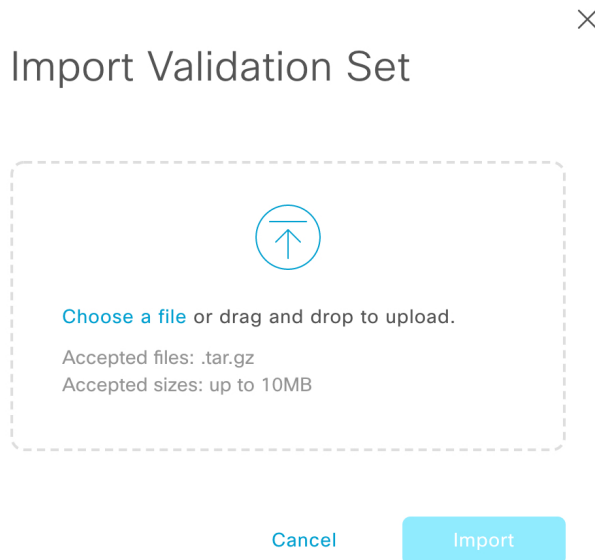 Import Validation Set
Choose a file or drag and drop to upload.
Accepted files: .tar.gz
Accepted sizes: up to 10MB
Cancel
Import